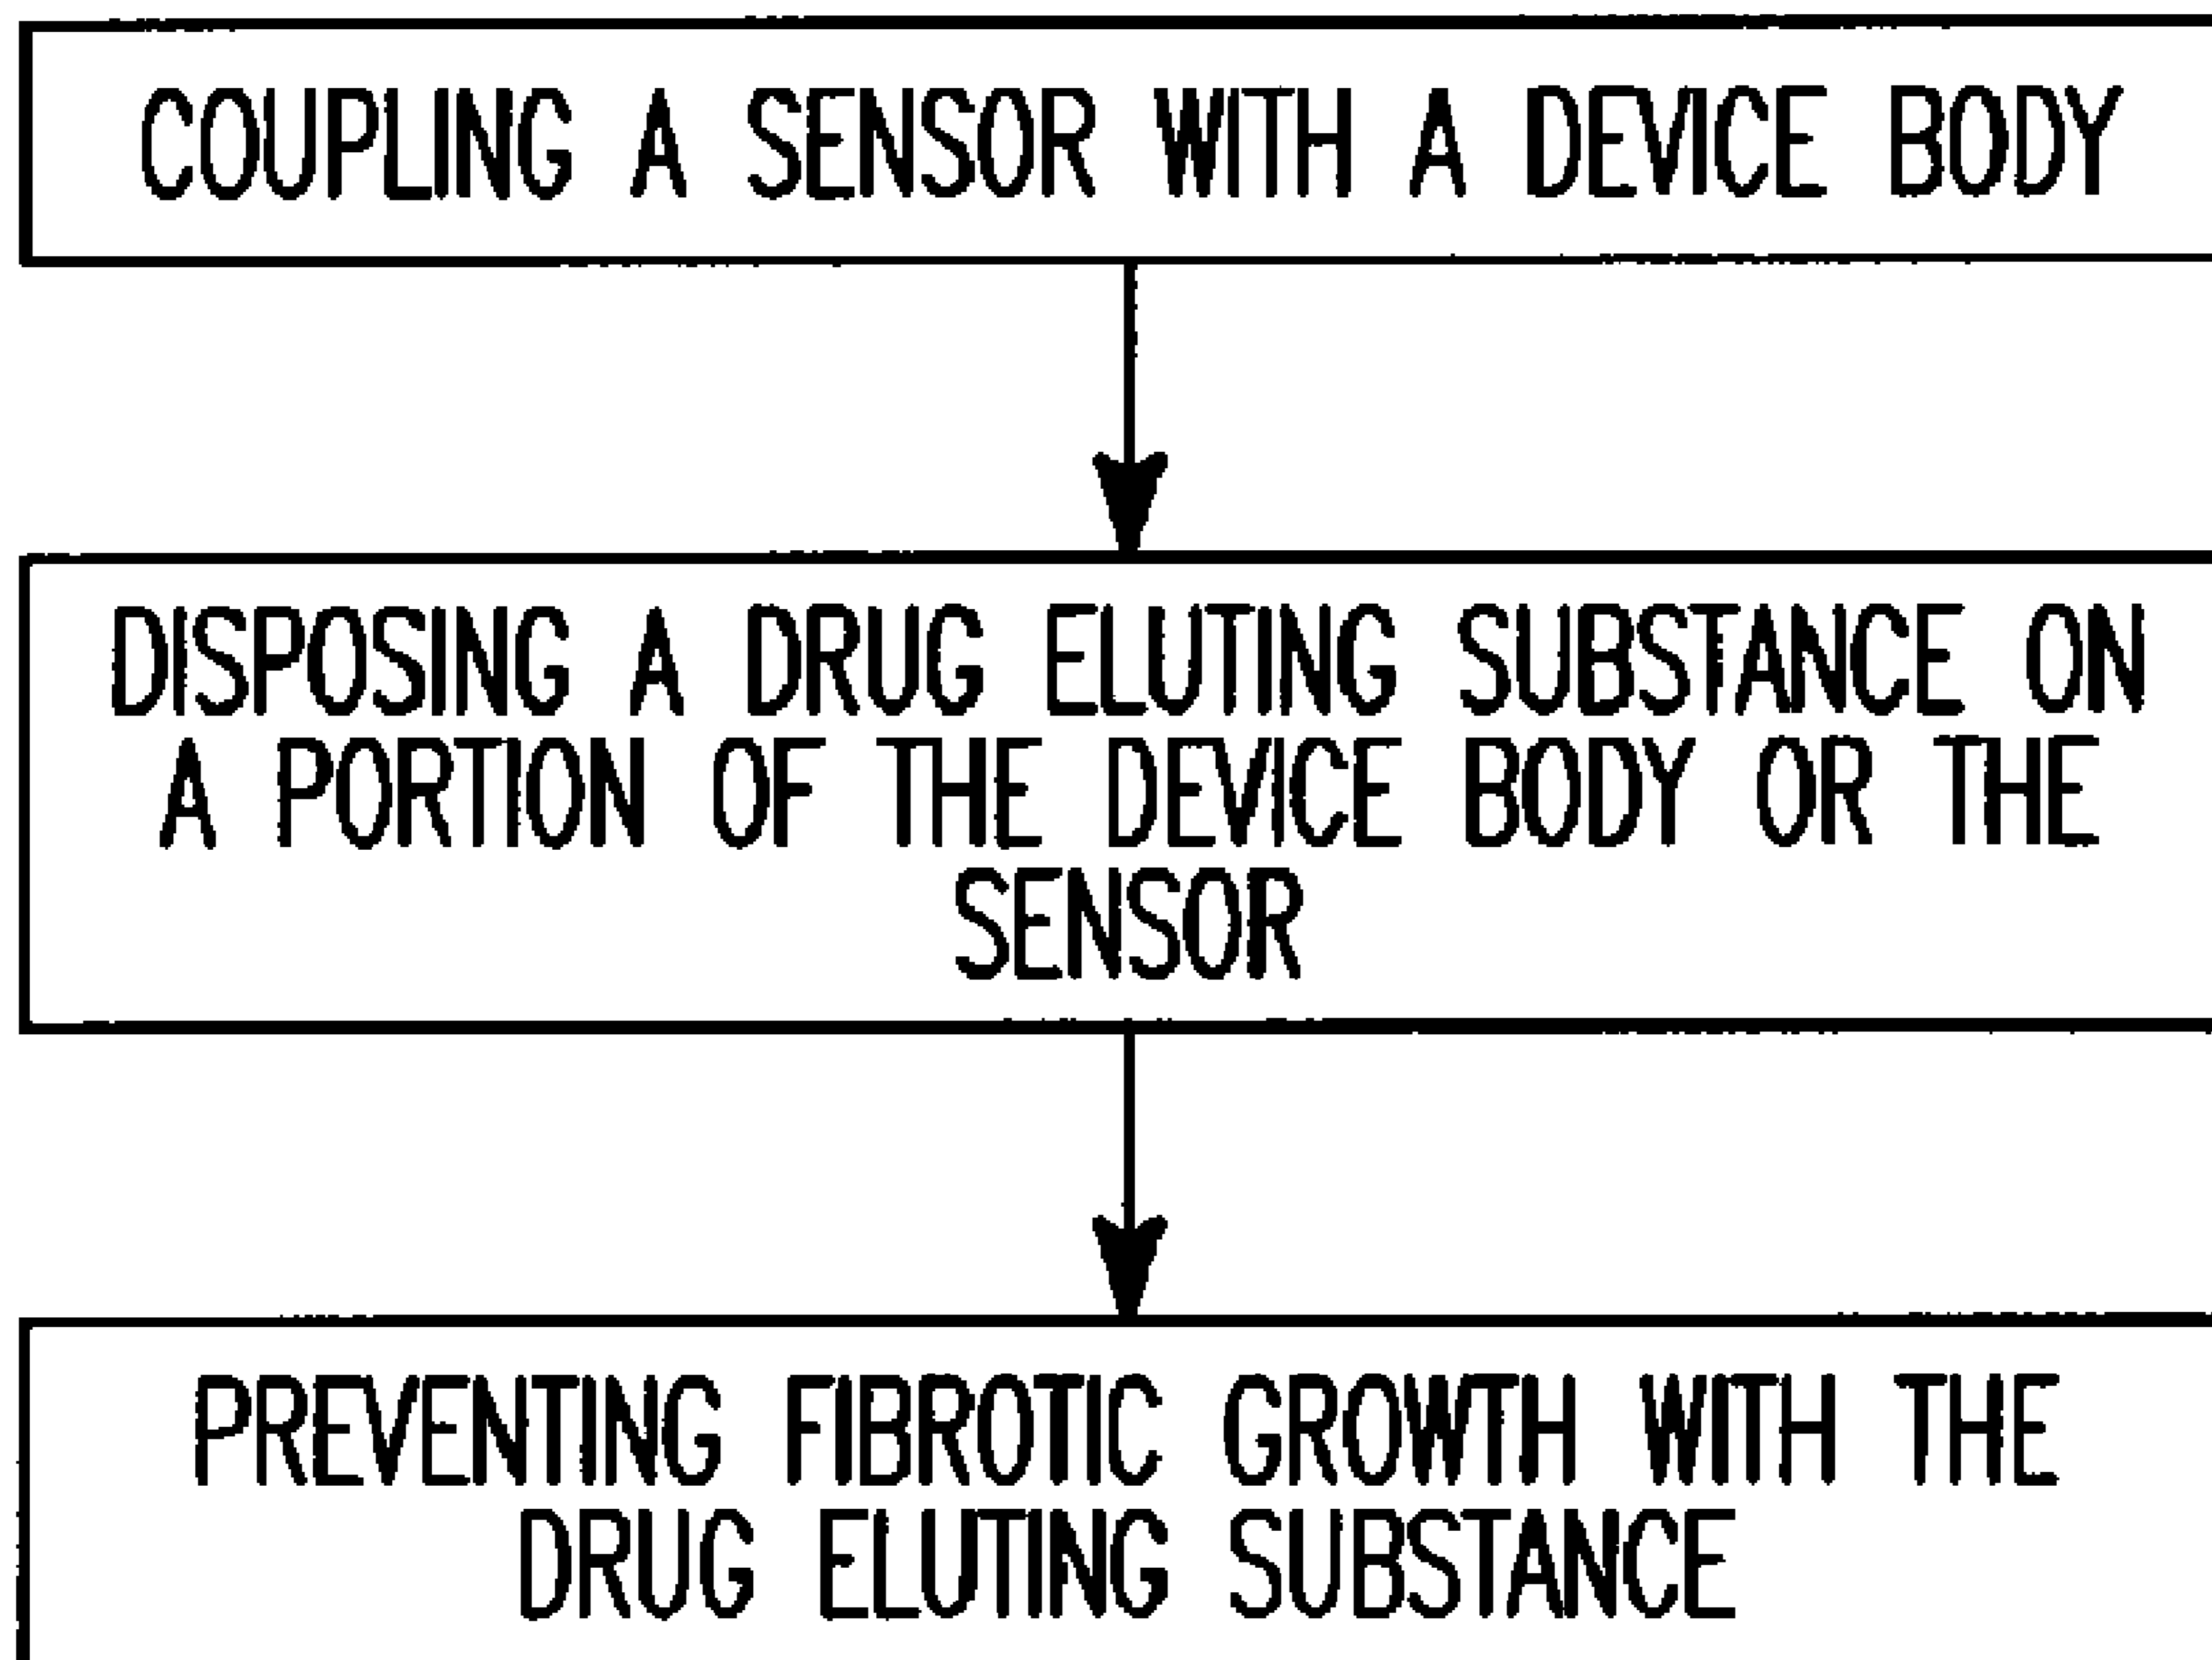 COUPLING A SENSOR WITH A DEVICE BODY
DISPOSING A DRUG ELUTING SUBSTANCE ON
A PORTION OF THE DEVICE BODY OR THE
SENSOR
PREVENTING FIBROTIC GROWTH WITH THE
DRUG ELUTING SUBSTANCE